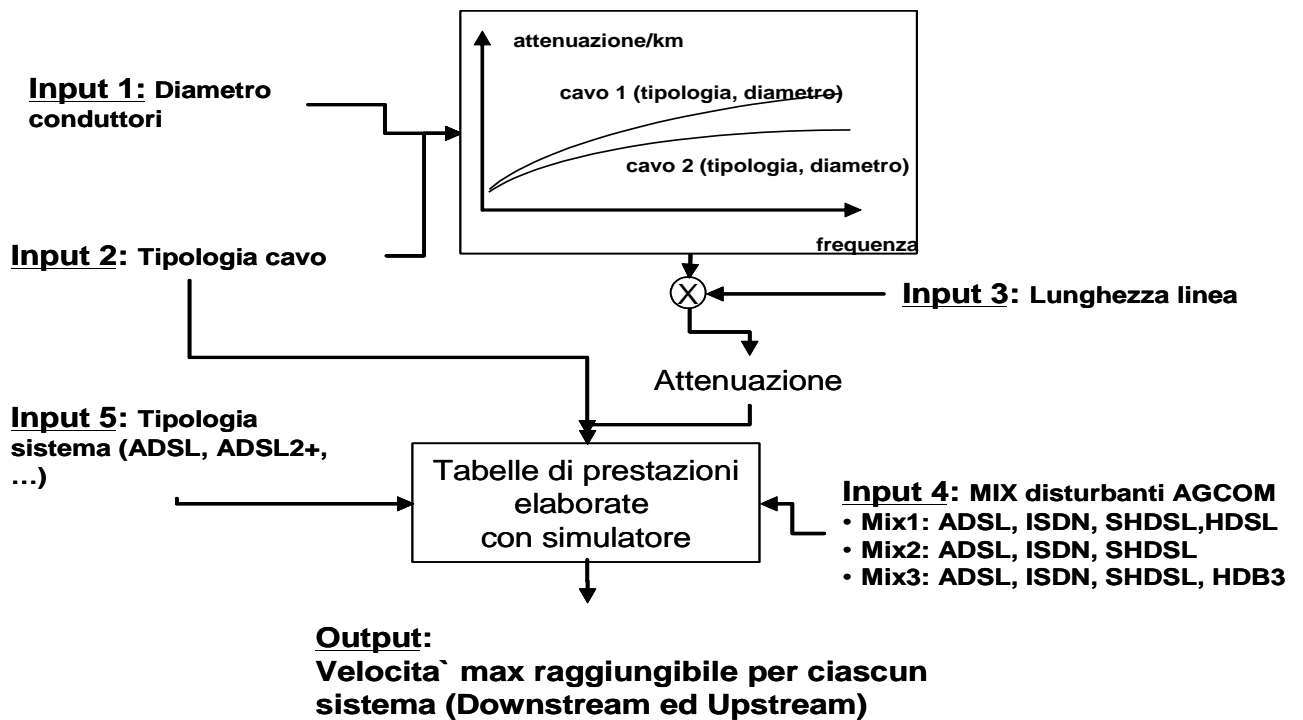 attenuazione/km
Input 1: Diametro
conduttori
cavo 1 (tipologia, diametro)
cavo 2 (tipologia, diametro)
frequenza
Input 2: Tipologia cavo
X
Input 3: Lunghezza linea
Attenuazione
Input 5: Tipologia
sistema (ADSL, ADSL2+,
...)
Tabelle di prestazioni
elaborate
con simulatore
Input 4: MIX disturbanti AGCOM
• Mix1: ADSL, ISDN, SHDSL,HDSL
• Mix2: ADSL, ISDN, SHDSL
• Mix3: ADSL, ISDN, SHDSL, HDB3
Output:
Velocita` max raggiungibile per ciascun
sistema (Downstream ed Upstream)